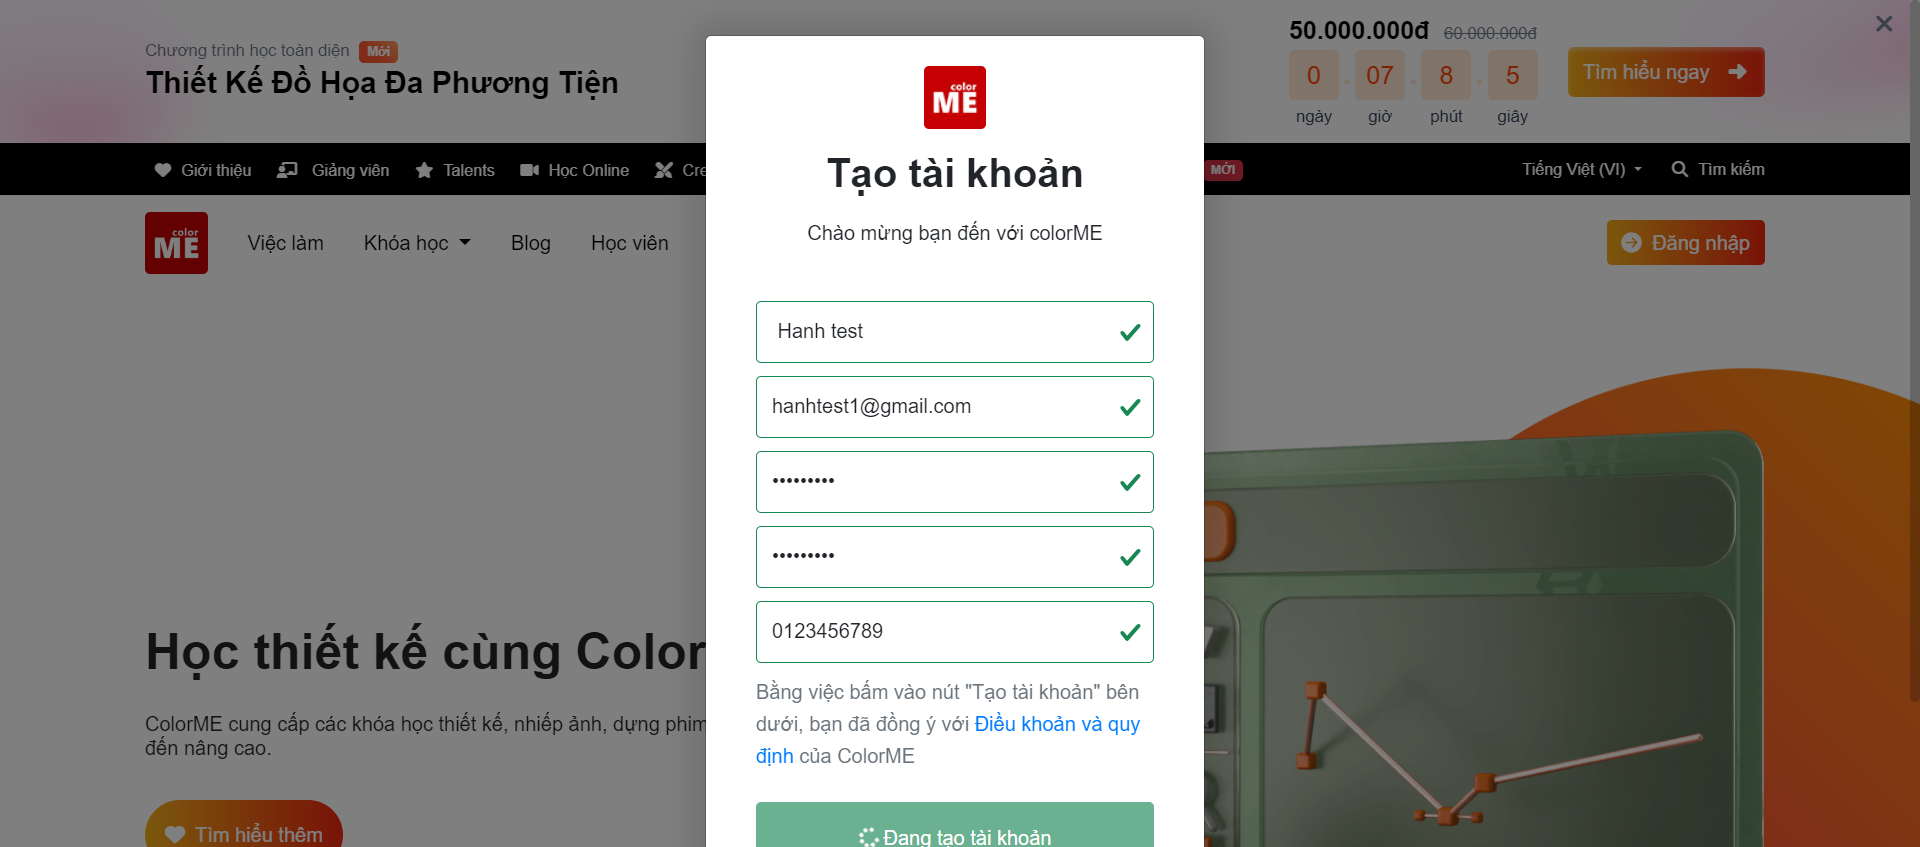 Chương trình học toàn diện Mới
Thiết Kế Đồ Họa Đa Phương Tiện
50.000.000đ 60.000.000đ
0 07 8 5
ngày giờ phút giây
Tìm hiểu ngay
Giới thiệu Giảng viên Talents Học Online Cre
MỚI
Tiếng Việt (VI) Tìm kiếm
color
ME
Việc làm Khóa học Blog Học viên
Đăng nhập
color
ME
Tạo tài khoản
Chào mừng bạn đến với colorME
Hanh test
hanhtest1@gmail.com
•••••••••
•••••••••
0123456789
Bằng việc bấm vào nút "Tạo tài khoản" bên
dưới, bạn đã đồng ý với Điều khoản và quy
định của ColorME
Đang tạo tài khoản
Học thiết kế cùng Color
ColorME cung cấp các khóa học thiết kế, nhiếp ảnh, dựng phim
đến nâng cao.
Tìm hiểu thêm